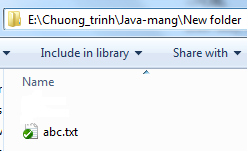 E:\Chuong_trinh\Java-mang\New folder
Include in library Share with
Name
abc.txt